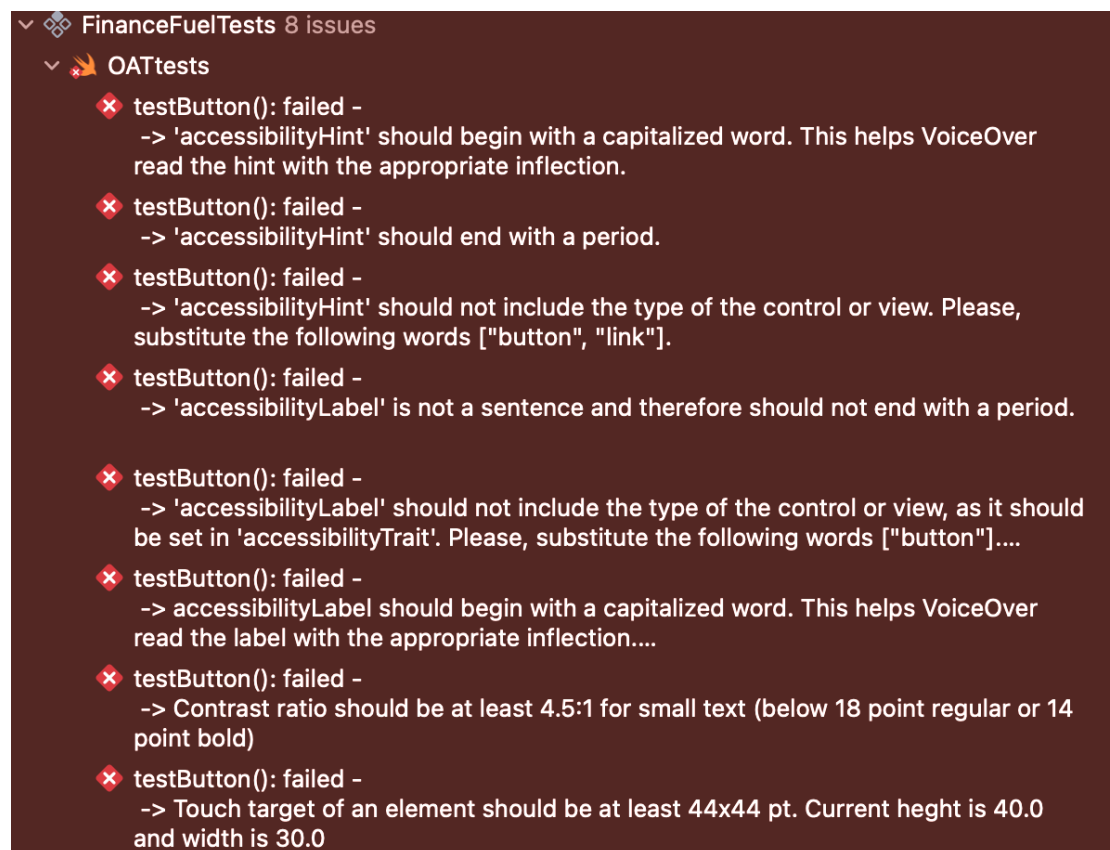 FinanceFuelTests 8 issues
OATtests
testButton(): failed -
-> 'accessibilityHint' should begin with a capitalized word. This helps VoiceOver
read the hint with the appropriate inflection.
testButton(): failed -
-> 'accessibilityHint' should end with a period.
testButton(): failed -
-> 'accessibilityHint' should not include the type of the control or view. Please,
substitute the following words ["button", "link"].
testButton(): failed -
-> 'accessibilityLabel' is not a sentence and therefore should not end with a period.
testButton(): failed -
-> 'accessibilityLabel' should not include the type of the control or view, as it should
be set in 'accessibilityTrait'. Please, substitute the following words ["button"]....
testButton(): failed -
-> accessibilityLabel should begin with a capitalized word. This helps VoiceOver
read the label with the appropriate inflection....
testButton(): failed -
-> Contrast ratio should be at least 4.5:1 for small text (below 18 point regular or 14
point bold)
testButton(): failed -
-> Touch target of an element should be at least 44x44 pt. Current heght is 40.0
and width is 30.0